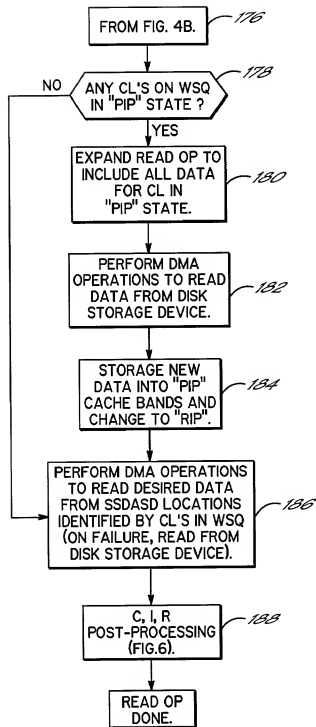 FROM FIG. 4B.
176
178
NO
ANY CL'S ON WSQ
IN "PIP" STATE ?
YES
EXPAND READ OP TO
INCLUDE ALL DATA
FOR CL IN
"PIP" STATE.
180
PERFORM DMA
OPERATIONS TO READ
DATA FROM DISK
STORAGE DEVICE.
182
STORAGE NEW
DATA INTO "PIP"
CACHE BANDS AND
CHANGE TO "RIP".
184
PERFORM DMA OPERATIONS
TO READ DESIRED DATA
FROM SSDASD LOCATIONS
IDENTIFIED BY CL'S IN WSQ
(ON FAILURE, READ FROM
DISK STORAGE DEVICE).
186
C, I, R
POST-PROCESSING
(FIG.6).
188
READ OP
DONE.